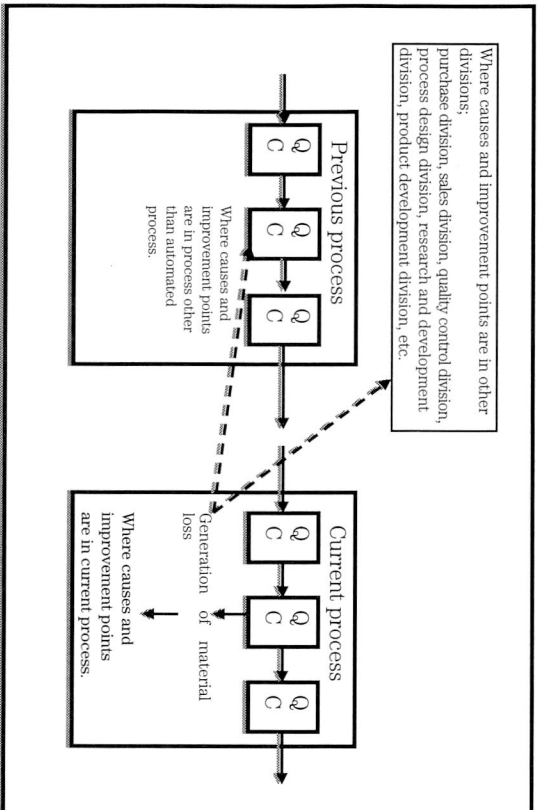 Where causes and improvement points are in other
divisions;
purchase division, sales division, quality control division,
process design division, research and development
division, product development division, etc.
Previous process
Q
C
Q
C
Q
C
Where causes and
improvement points
are in process other
than automated
process.
Current process
Q
C
Q
C
Q
C
Generation of material
loss
Where causes and
improvement points
are in current process.